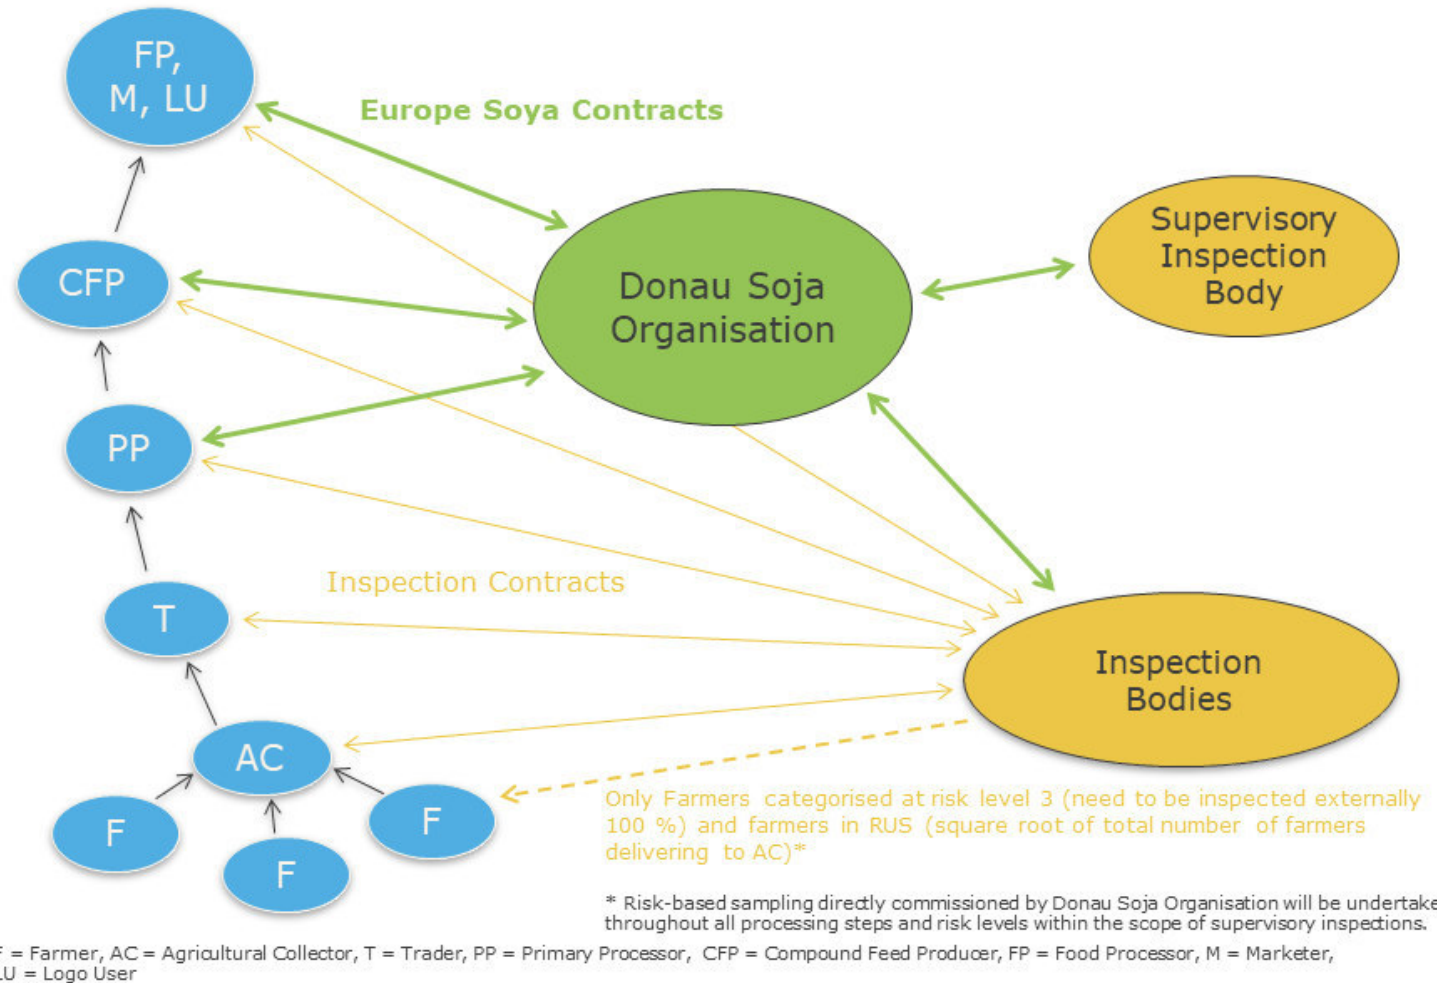 FP,
M, LU
Europe Soya Contracts
Supervisory
Inspection
Body
CFP
Donau Soja
Organisation
PP
Inspection Contracts
T
Inspection
Bodies
AC
F
F
F
Only Farmers categorised at risk level 3 (need to be inspected externally
100 %) and farmers in RUS (square root of total number of farmers
delivering to AC)*
* Risk-based sampling directly commissioned by Donau Soja Organisation will be undertake
throughout all processing steps and risk levels within the scope of supervisory inspections.
F = Farmer, AC = Agricultural Collector, T = Trader, PP = Primary Processor, CFP = Compound Feed Producer, FP = Food Processor, M = Marketer,
LU = Logo User